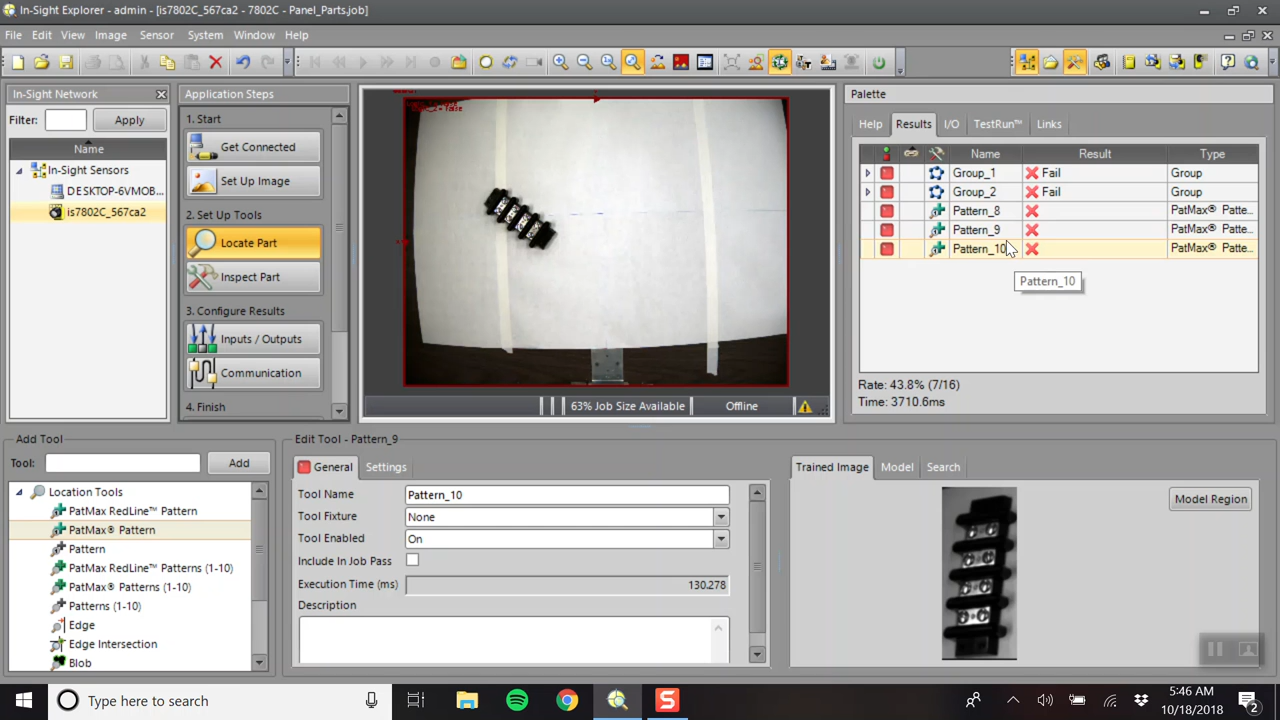 In-Sight Explorer - admin - [is7802C_567ca2 - 7802C - Panel_Parts.job]
File Edit View Image Sensor System Window Help
In-Sight Network
Filter:
Apply
Name
In-Sight Sensors
DESKTOP-6VMOB...
is7802C_567ca2
Application Steps
1. Start
Get Connected
Set Up Image
2. Set Up Tools
Locate Part
Inspect Part
3. Configure Results
Inputs / Outputs
Communication
4. Finish
63% Job Size Available
Offline
Palette
Help Results I/O TestRun™ Links
Name Result Type
Group_1 Fail Group
Group_2 Fail Group
Pattern_8 PatMax® Patte...
Pattern_9 PatMax® Patte...
Pattern_10 PatMax® Patte...
Pattern_10
Rate: 43.8% (7/16)
Time: 3710.6ms
Add Tool
Tool:
Add
Location Tools
PatMax RedLine™ Pattern
PatMax® Pattern
Pattern
PatMax RedLine™ Patterns (1-10)
PatMax® Patterns (1-10)
Patterns (1-10)
Edge
Edge Intersection
Blob
Edit Tool - Pattern_9
General Settings
Tool Name Pattern_10
Tool Fixture None
Tool Enabled On
Include In Job Pass
Execution Time (ms) 130.278
Description
Trained Image Model Search
Model Region
Type here to search
5:46 AM
10/18/2018
2